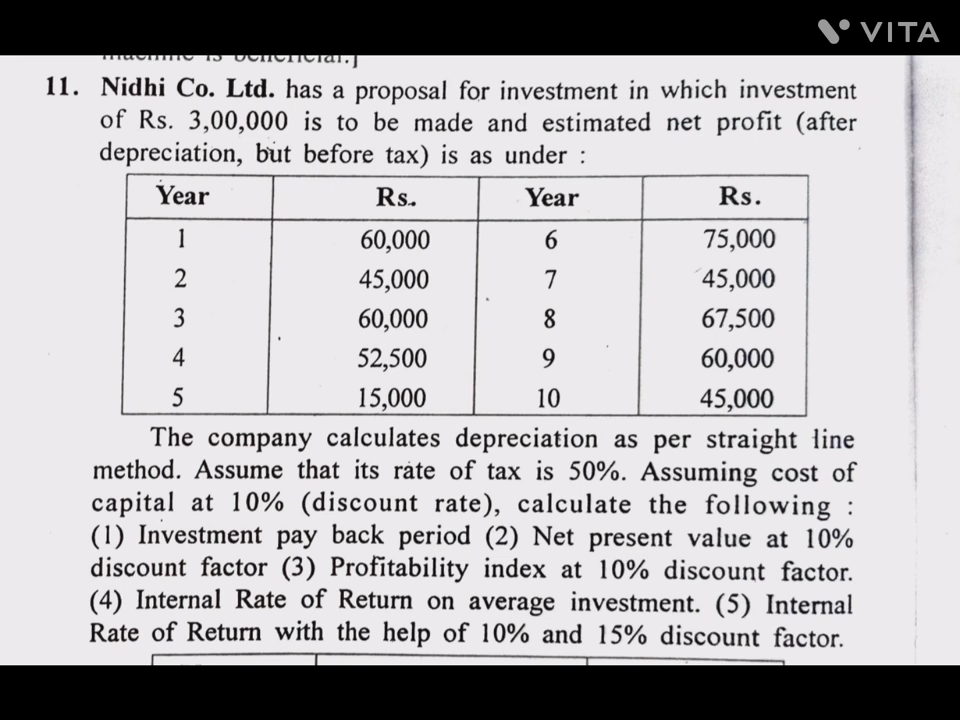 VITA
11. Nidhi Co. Ltd. has a proposal for investment in which investment
of Rs. 3,00,000 is to be made and estimated net profit (after
depreciation, but before tax) is as under :
Year Rs. Year Rs.
1 60,000 6 75,000
2 45,000 7 45,000
3 60,000 8 67,500
4 52,500 9 60,000
5 15,000 10 45,000
The company calculates depreciation as per straight line
method. Assume that its rate of tax is 50%. Assuming cost of
capital at 10% (discount rate), calculate the following :
(1) Investment pay back period (2) Net present value at 10%
discount factor (3) Profitability index at 10% discount factor.
(4) Internal Rate of Return on average investment. (5) Internal
Rate of Return with the help of 10% and 15% discount factor.